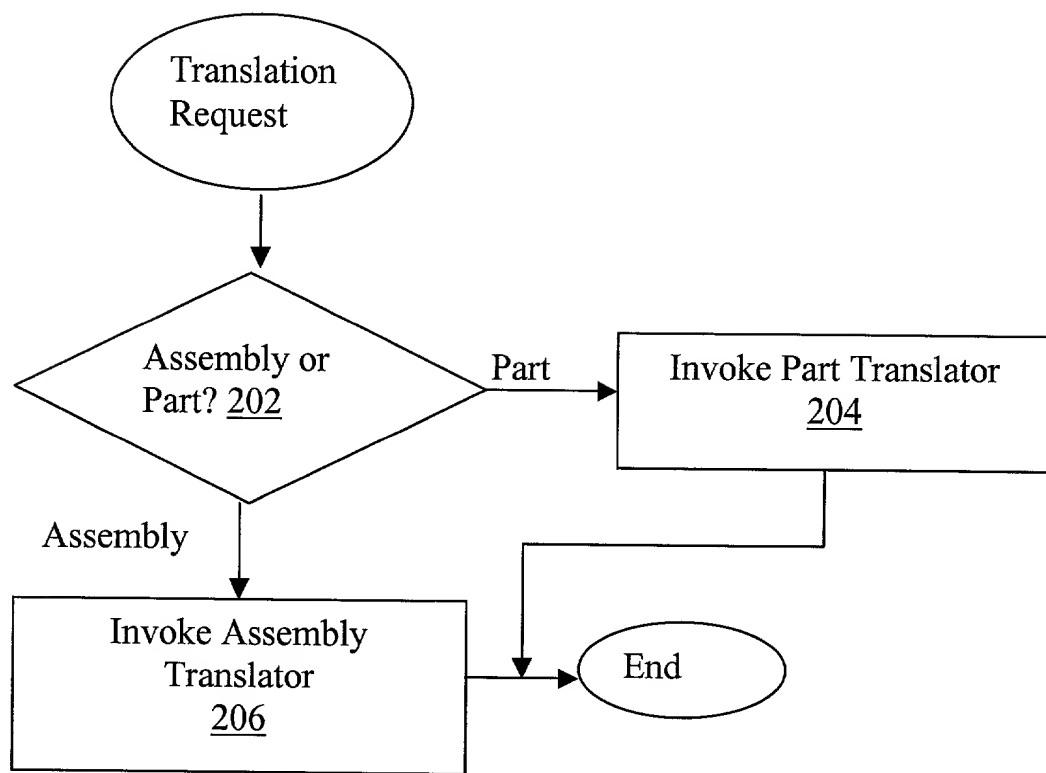 Translation
Request
Assembly or
Part? 202
Part
Invoke Part Translator
204
Assembly
Invoke Assembly
Translator
206
End